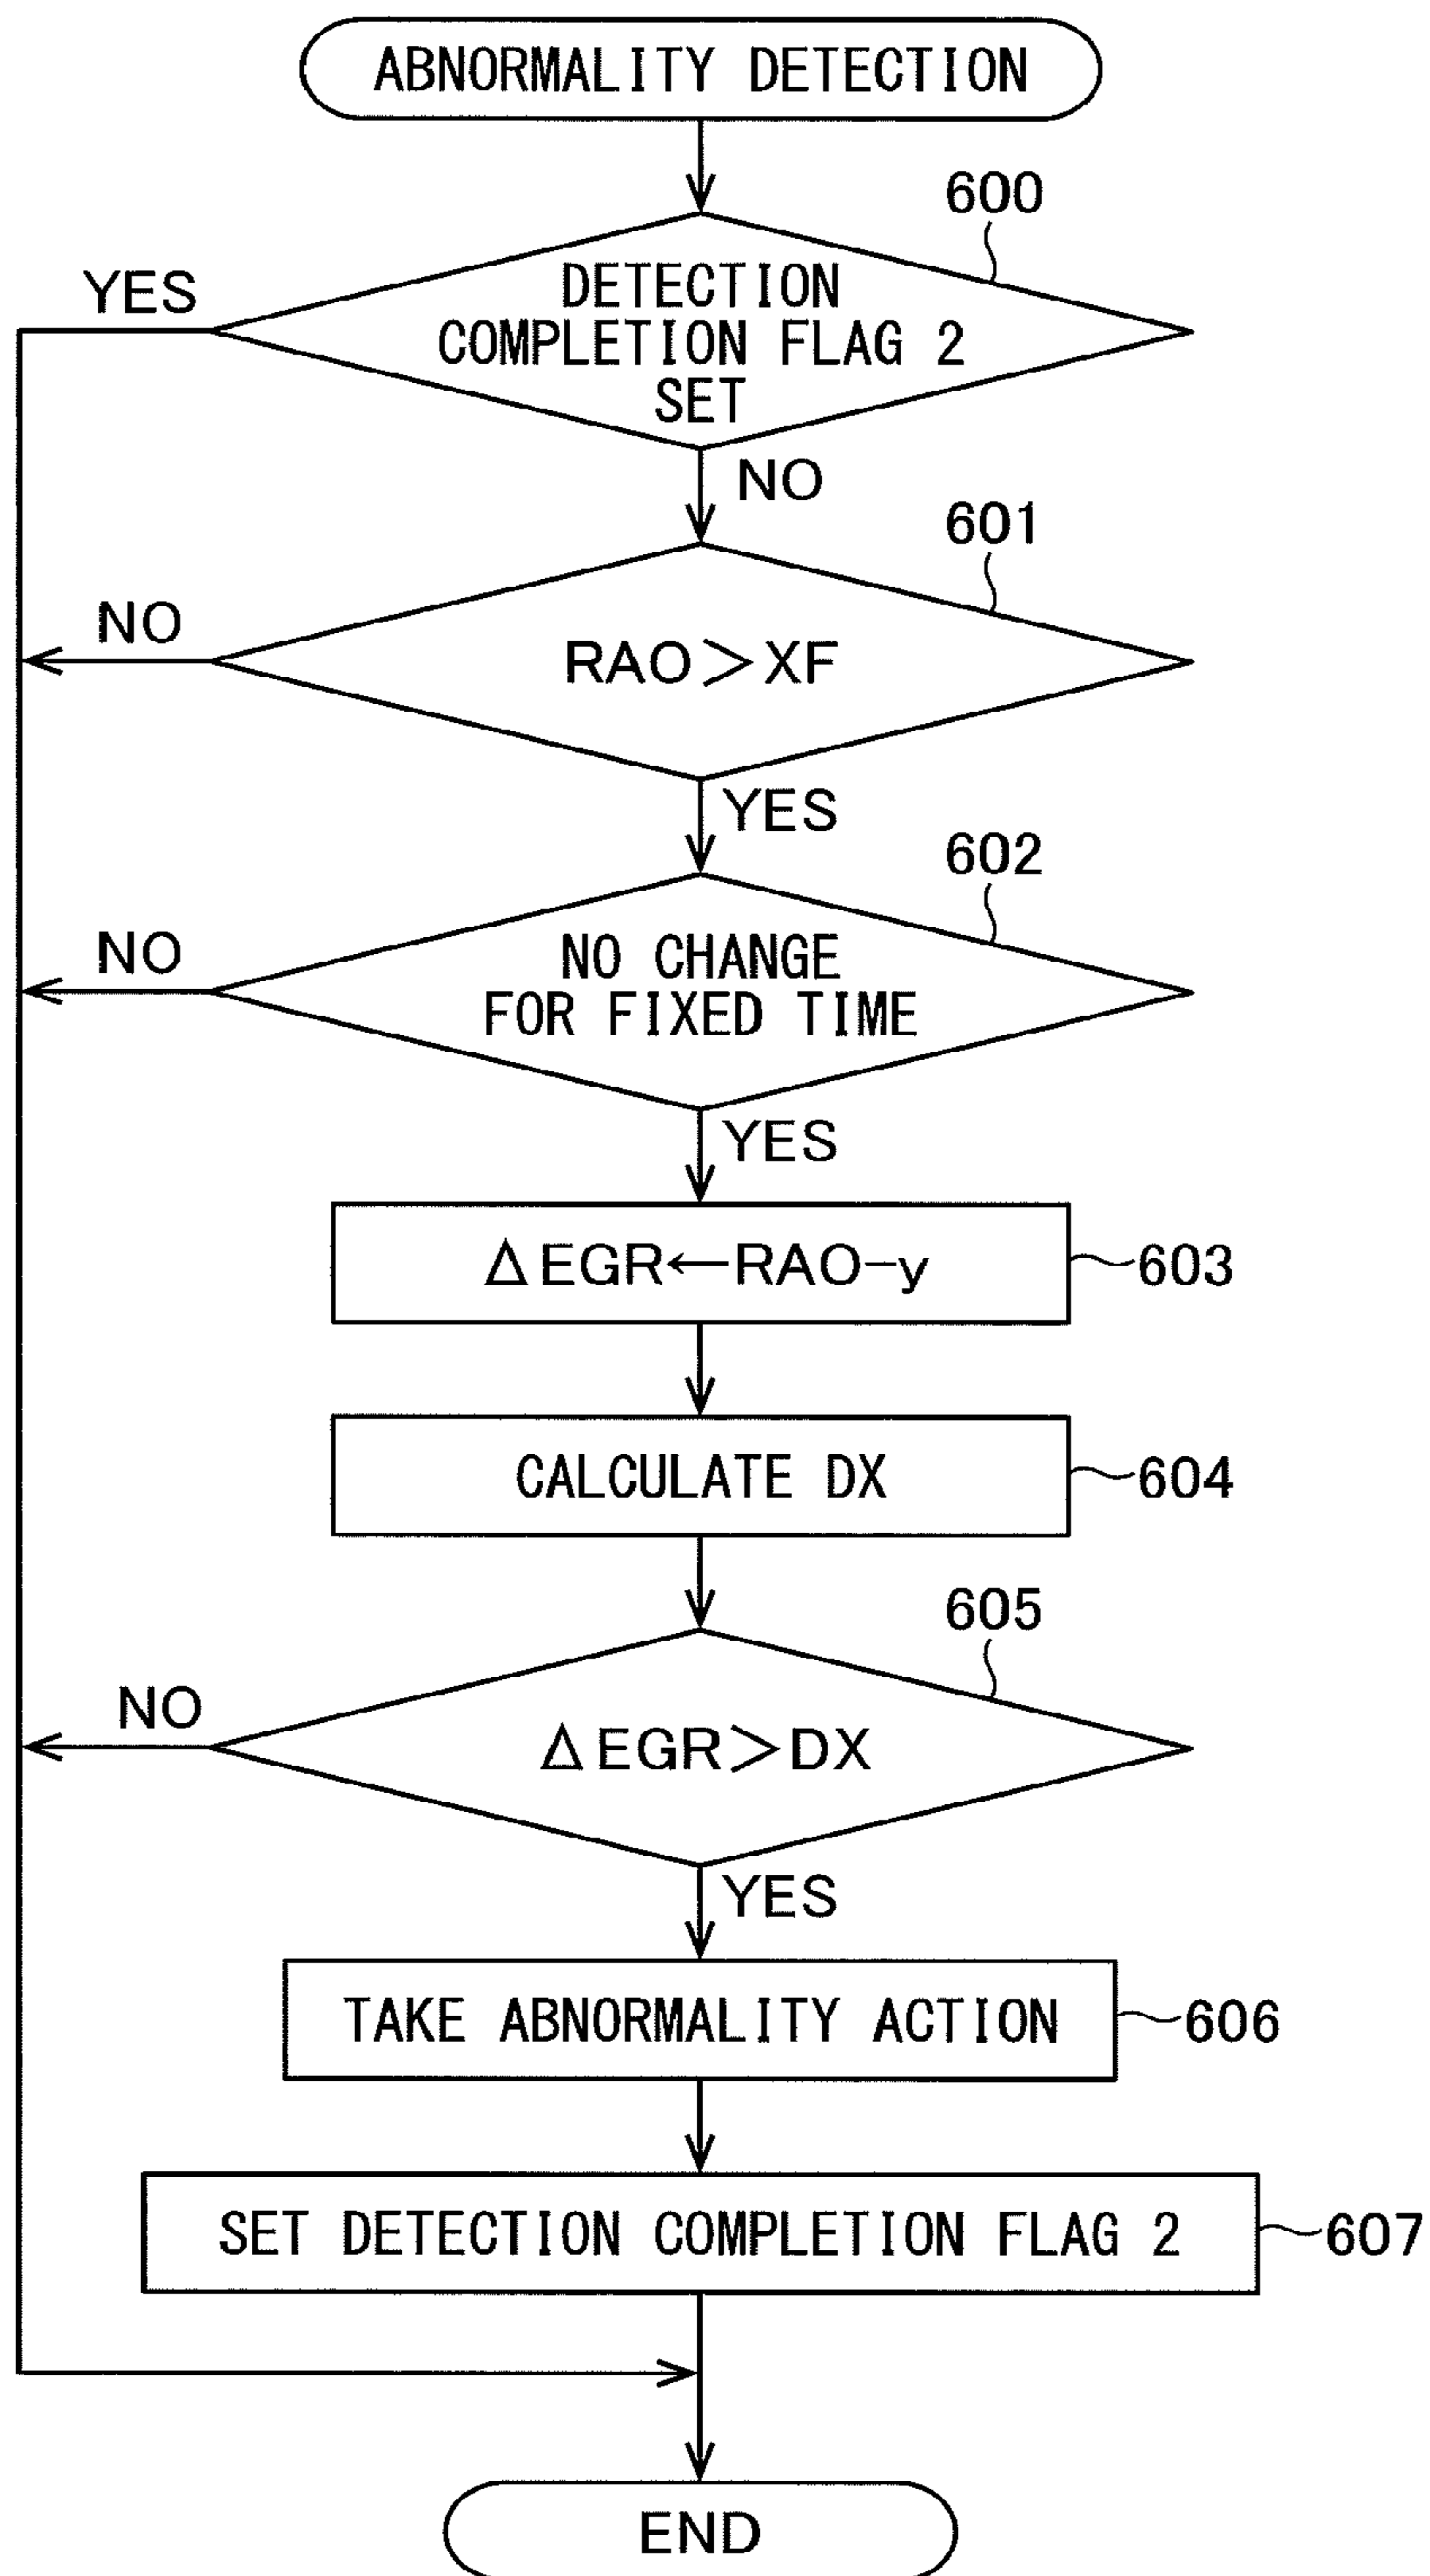 ABNORMALITY DETECTION
600
YES
DETECTION
COMPLETION FLAG 2
SET
NO
601
NO
RAO>XF
YES
602
NO
NO CHANGE
FOR FIXED TIME
YES
ΔEGR←RAO-y
603
CALCULATE DX
604
605
NO
ΔEGR>DX
YES
TAKE ABNORMALITY ACTION
606
SET DETECTION COMPLETION FLAG 2
607
END